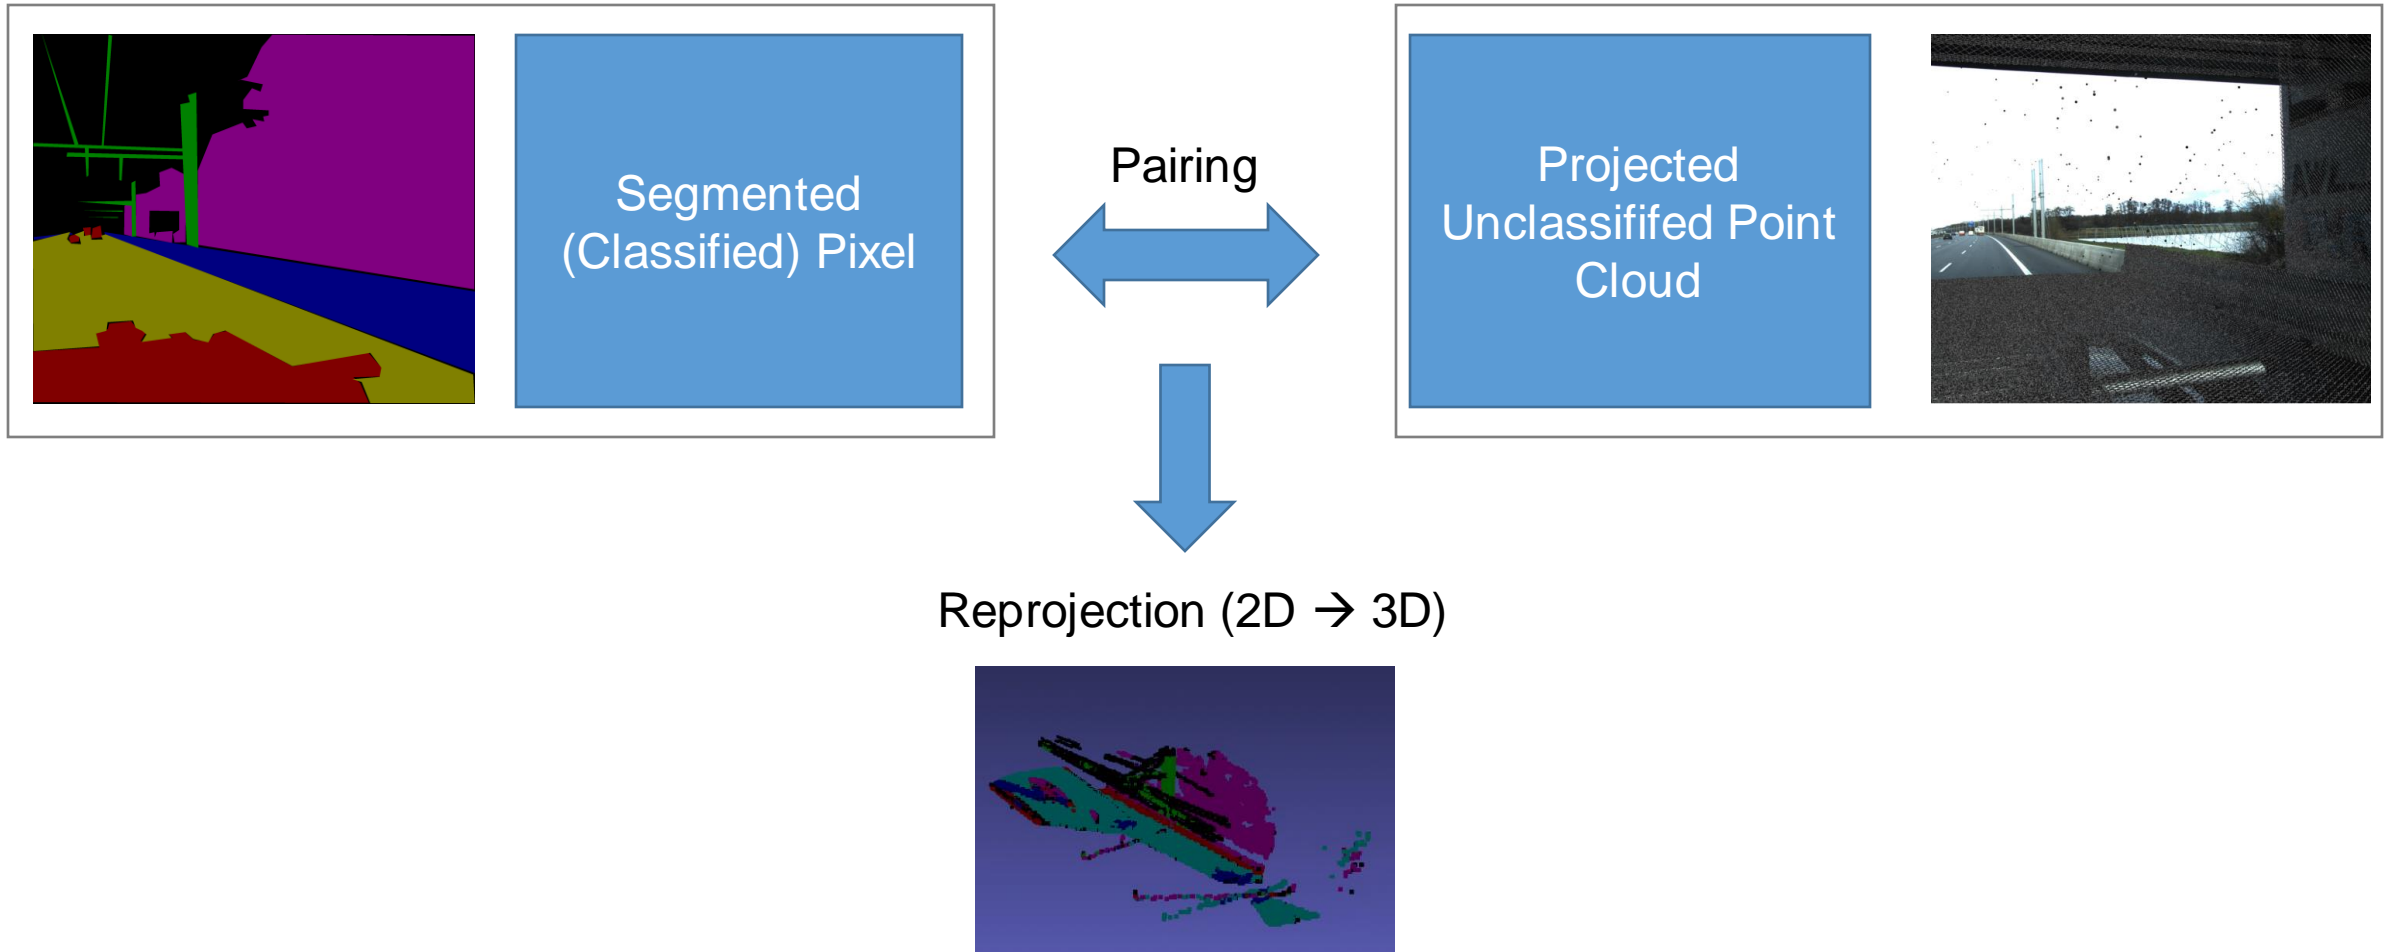 Segmented
(Classified) Pixel
Pairing
Projected
Unclassififed Point
Cloud
Reprojection (2D → 3D)